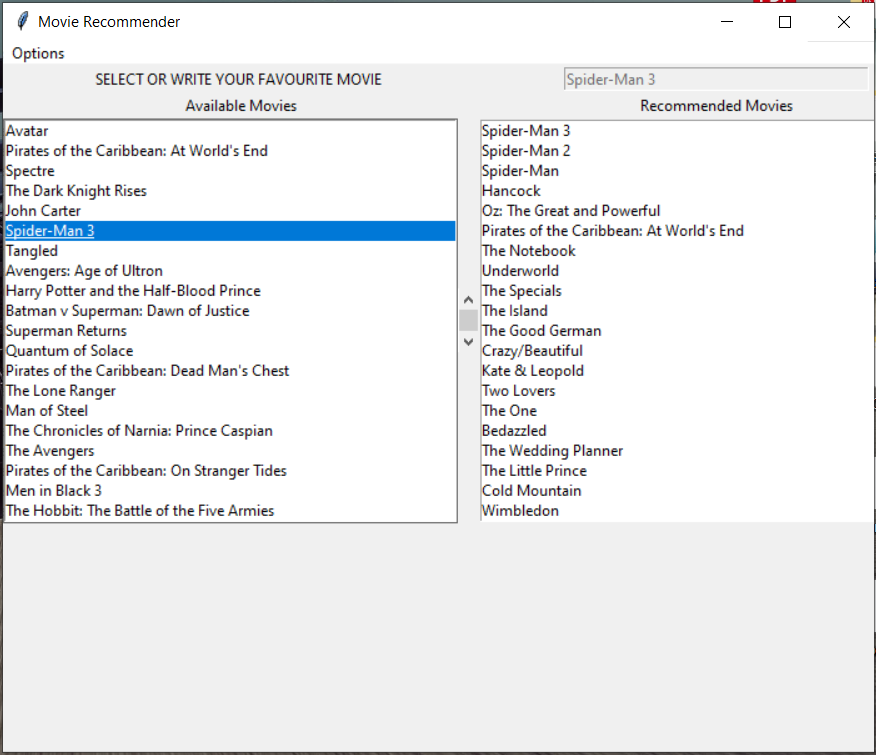 Movie Recommender
Options
SELECT OR WRITE YOUR FAVOURITE MOVIE
Spider-Man 3
Available Movies
Recommended Movies
Avatar
Pirates of the Caribbean: At World's End
Spectre
The Dark Knight Rises
John Carter
Spider-Man 3
Tangled
Avengers: Age of Ultron
Harry Potter and the Half-Blood Prince
Batman v Superman: Dawn of Justice
Superman Returns
Quantum of Solace
Pirates of the Caribbean: Dead Man's Chest
The Lone Ranger
Man of Steel
The Chronicles of Narnia: Prince Caspian
The Avengers
Pirates of the Caribbean: On Stranger Tides
Men in Black 3
The Hobbit: The Battle of the Five Armies
Spider-Man 3
Spider-Man 2
Spider-Man
Hancock
Oz: The Great and Powerful
Pirates of the Caribbean: At World's End
The Notebook
Underworld
The Specials
The Island
The Good German
Crazy/Beautiful
Kate & Leopold
Two Lovers
The One
Bedazzled
The Wedding Planner
The Little Prince
Cold Mountain
Wimbledon